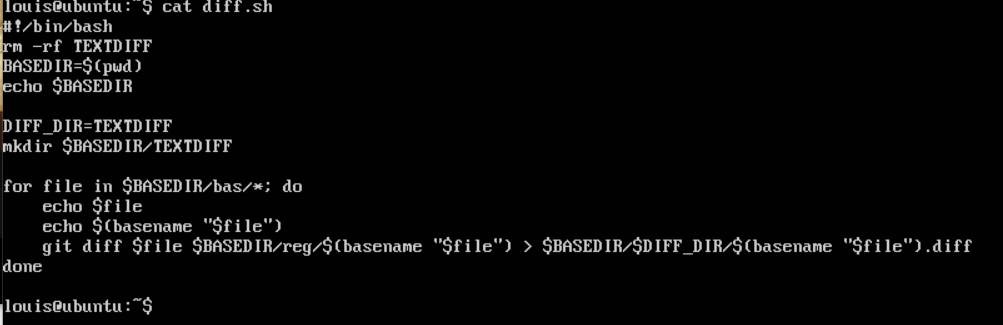 louis@ubuntu:~$ cat diff.sh
#!/bin/bash
rm -rf TEXTDIFF
BASEDIR=$(pwd)
echo $BASEDIR
DIFF_DIR=TEXTDIFF
mkdir $BASEDIR/TEXTDIFF
for file in $BASEDIR/bas/*; do
    echo $file
    echo $(basename "$file")
    git diff $file $BASEDIR/reg/$(basename "$file") > $BASEDIR/$DIFF_DIR/$(basename "$file").diff
done
louis@ubuntu:~$